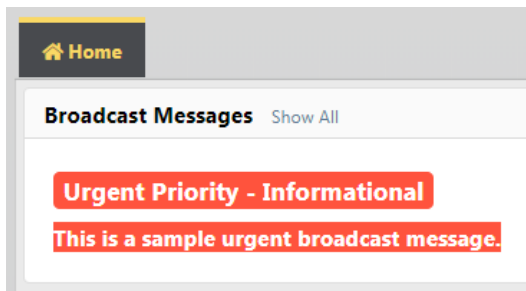 Home
Broadcast Messages Show All
Urgent Priority - Informational
This is a sample urgent broadcast message.